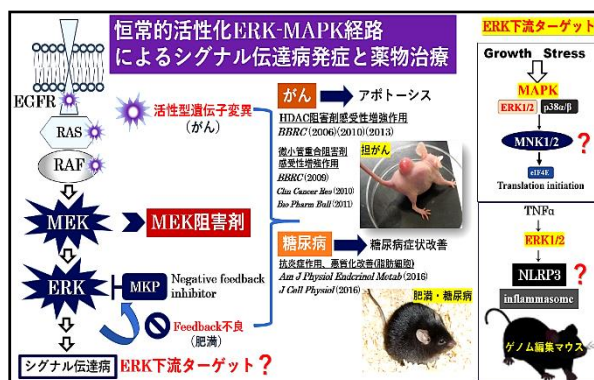 恒常的活性化ERK-MAPK経路
によるシグナル伝達病発症と薬物治療
EGFR
RAS
RAF
MEK
ERK
シグナル伝達病
活性型遺伝子変異
(がん)
MEK阻害剤
MKP
Negative feedback
inhibitor
Feedback不良
(肥満)
ERK下流ターゲット?
がん
アポトーシス
HDAC阻害剤感受性増強作用
BBRC (2006)(2010)(2013)
微小管重合阻害剤
感受性増強作用
BBRC (2009)
Clin Cancer Res (2010)
Bio Pharm Bull (2011)
担がん
糖尿病
糖尿病症状改善
抗炎症作用、悪質化改善(脂肪細胞)
Am J Physiol Endcrinol Metab (2016)
J Cell Physiol (2016)
肥満・糖尿病
ERK下流ターゲット
Growth Stress
MAPK
ERK1/2 p38α/β
MNK1/2 ?
eIF4E
Translation initiation
TNFα
ERK1/2
NLRP3 ?
inflammasome
ゲノム編集マウス